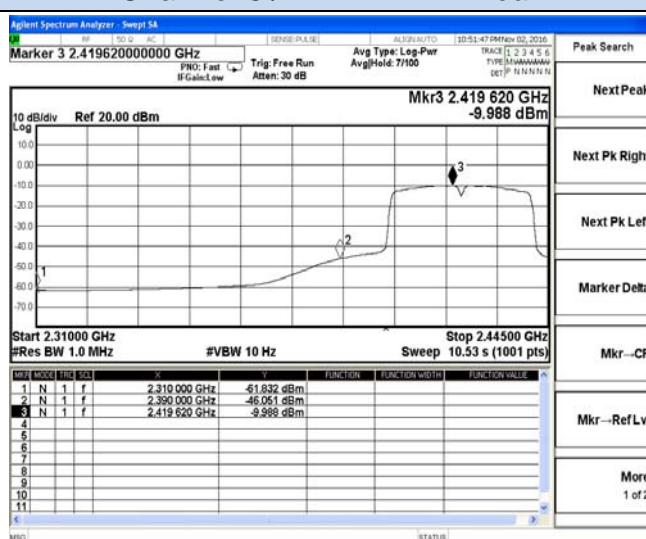 Agilent Spectrum Analyzer - Swept SA
RF 50 Ω AC SENSE:PULSE ALIGN AUTO 10:51:47 PM Nov 02, 2016
Marker 3 2.419620000000 GHz
PNO: Fast
IFGain:Low
Trig: Free Run
Atten: 30 dB
Avg Type: Log-Pwr
Avg|Hold: 7/100
TRACE 1 2 3 4 5 6
TYPE
DET P N N N N N
Peak Search
Mkr3 2.419 620 GHz
-9.988 dBm
10 dB/div Ref 20.00 dBm
Log
10.0
0.00
-10.0
-20.0
-30.0
-40.0
-50.0
-60.0
-70.0
1
2
3
Start 2.31000 GHz
Stop 2.44500 GHz
#Res BW 1.0 MHz
#VBW 10 Hz
Sweep 10.53 s (1001 pts)
MKR MODE TRC SCL X Y FUNCTION FUNCTION WIDTH FUNCTION VALUE
1 N 1 f 2.310 000 GHz -61.832 dBm
2 N 1 f 2.390 000 GHz -46.051 dBm
3 N 1 f 2.419 620 GHz -9.988 dBm
4
5
6
7
8
9
10
11
MSG
STATUS
Next Peak
Next Pk Righ
Next Pk Lef
Marker Delta
Mkr→CF
Mkr→Ref Lv
More
1 of 2